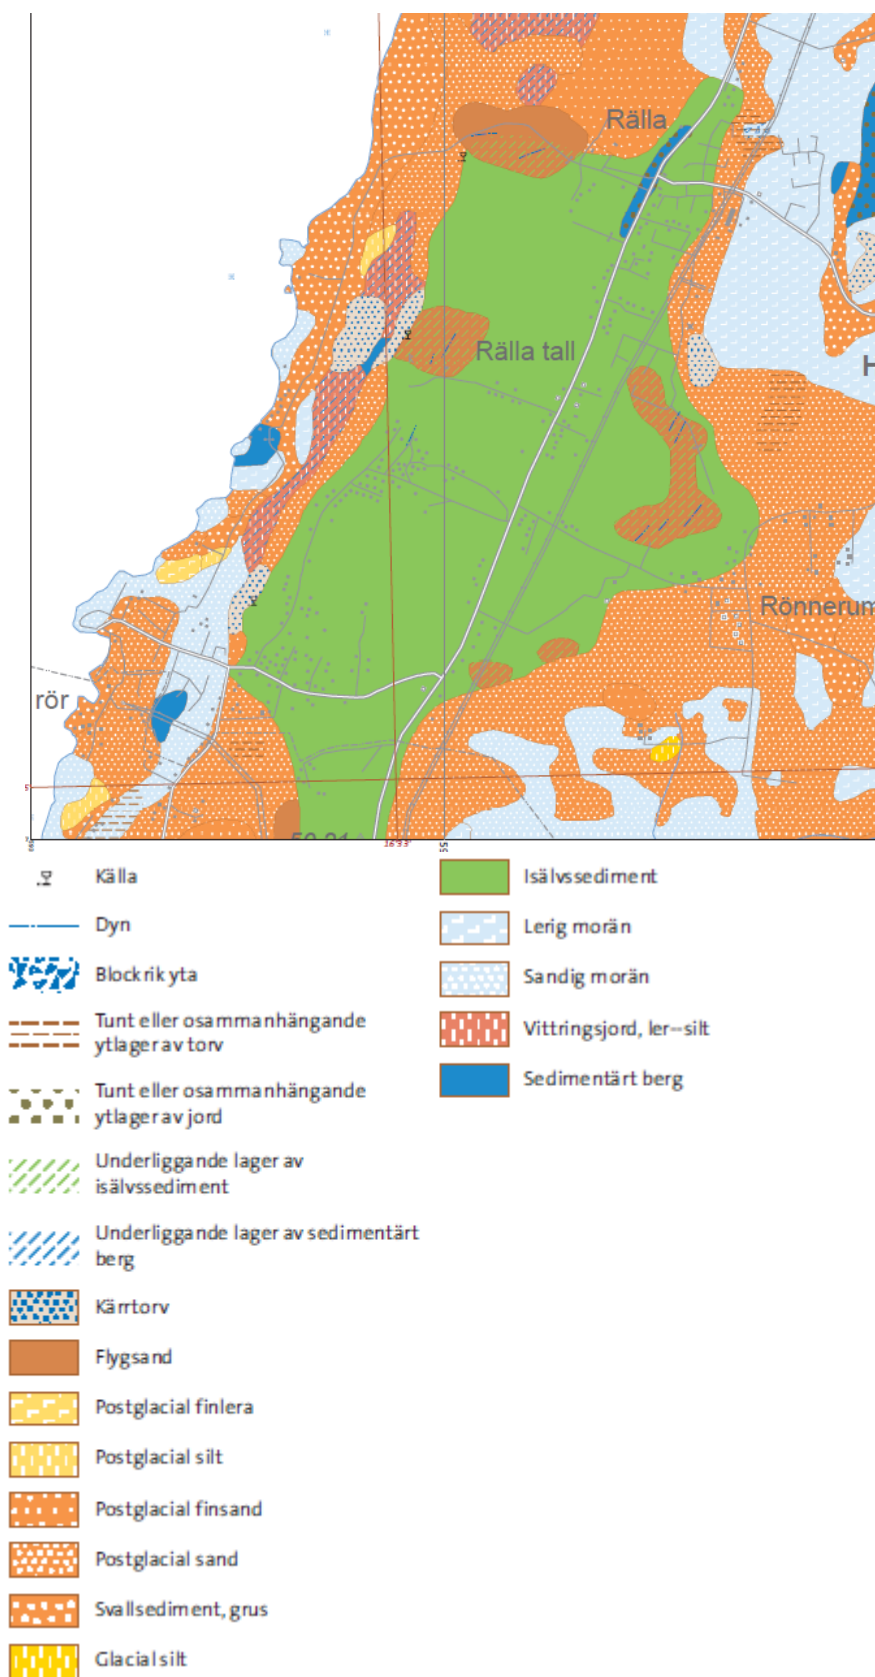 Rälla
Rälla tall
H
Rönnerum
rör
16°33'
Källa
Dyn
Blockrik yta
Tunt eller osammanhängande
ytlager av torv
Tunt eller osammanhängande
ytlager av jord
Underliggande lager av
isälvssediment
Underliggande lager av sedimentärt
berg
Kärrtorv
Flygsand
Postglacial finlera
Postglacial silt
Postglacial finsand
Postglacial sand
Svallsediment, grus
Glacial silt
Isälvssediment
Lerig morän
Sandig morän
Vittringsjord, ler--silt
Sedimentärt berg